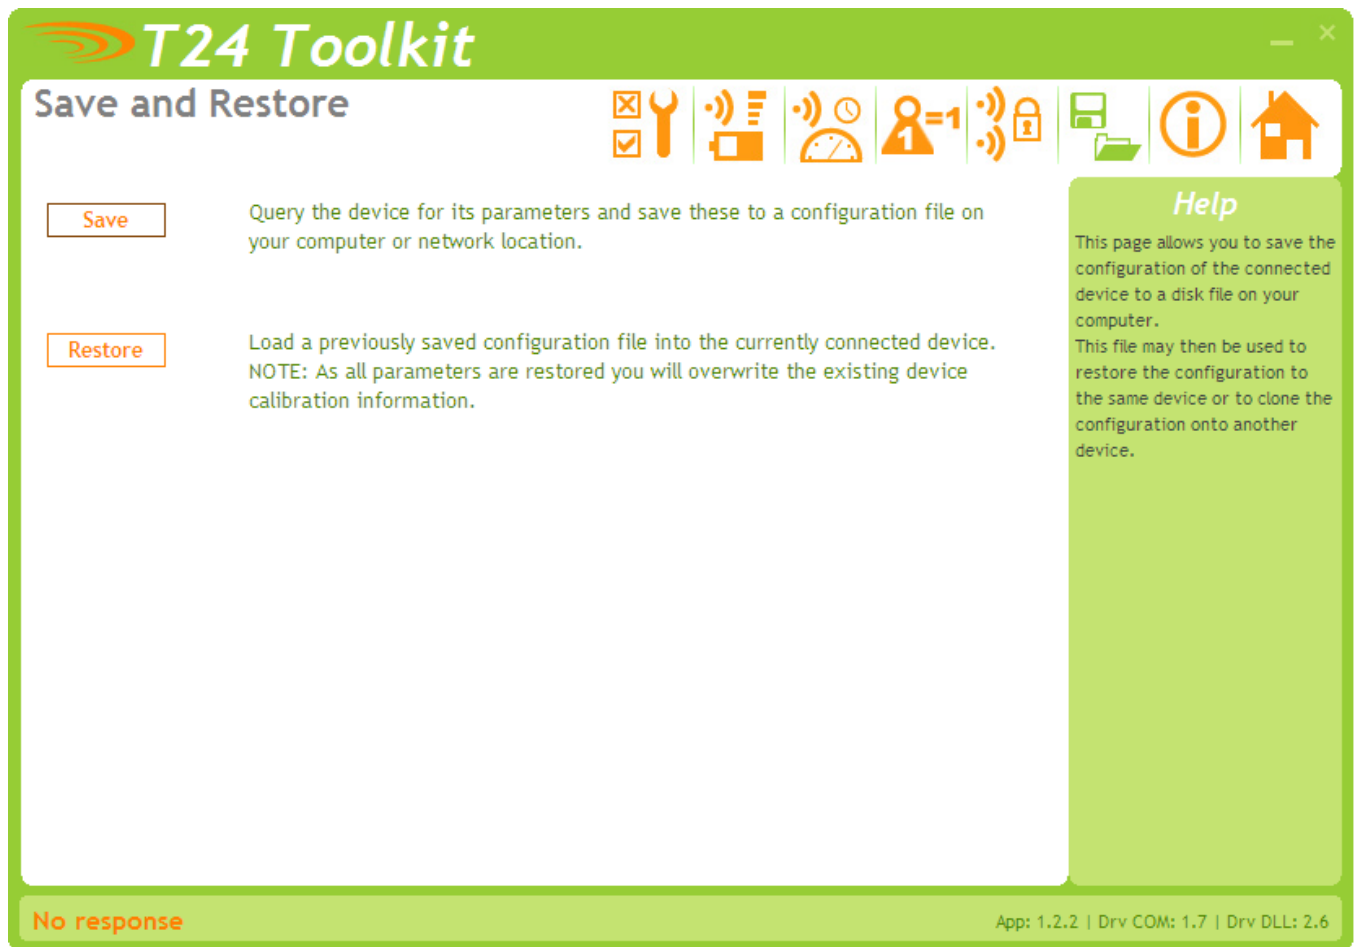 T24 Toolkit
Save and Restore
=1
1
1
Save
Query the device for its parameters and save these to a configuration file on
your computer or network location.
Restore
Load a previously saved configuration file into the currently connected device.
NOTE: As all parameters are restored you will overwrite the existing device
calibration information.
Help
This page allows you to save the
configuration of the connected
device to a disk file on your
computer.
This file may then be used to
restore the configuration to
the same device or to clone the
configuration onto another
device.
No response
App: 1.2.2 | Drv COM: 1.7 | Drv DLL: 2.6